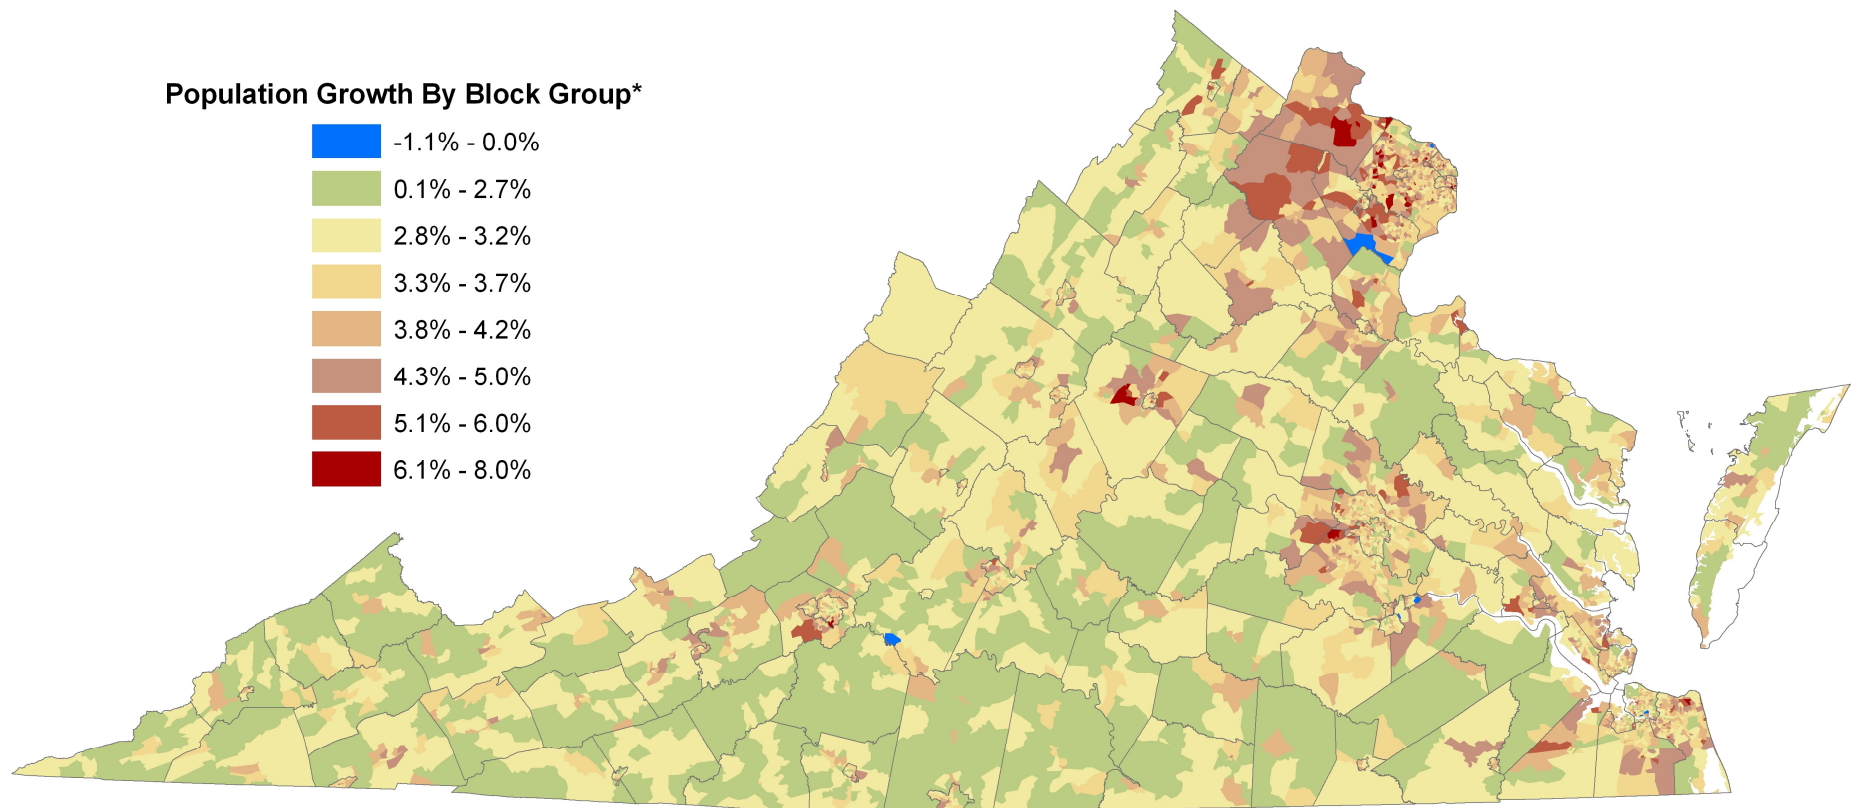 Population Growth By Block Group*
-1.1% - 0.0%
0.1% - 2.7%
2.8% - 3.2%
3.3% - 3.7%
3.8% - 4.2%
4.3% - 5.0%
5.1% - 6.0%
6.1% - 8.0%